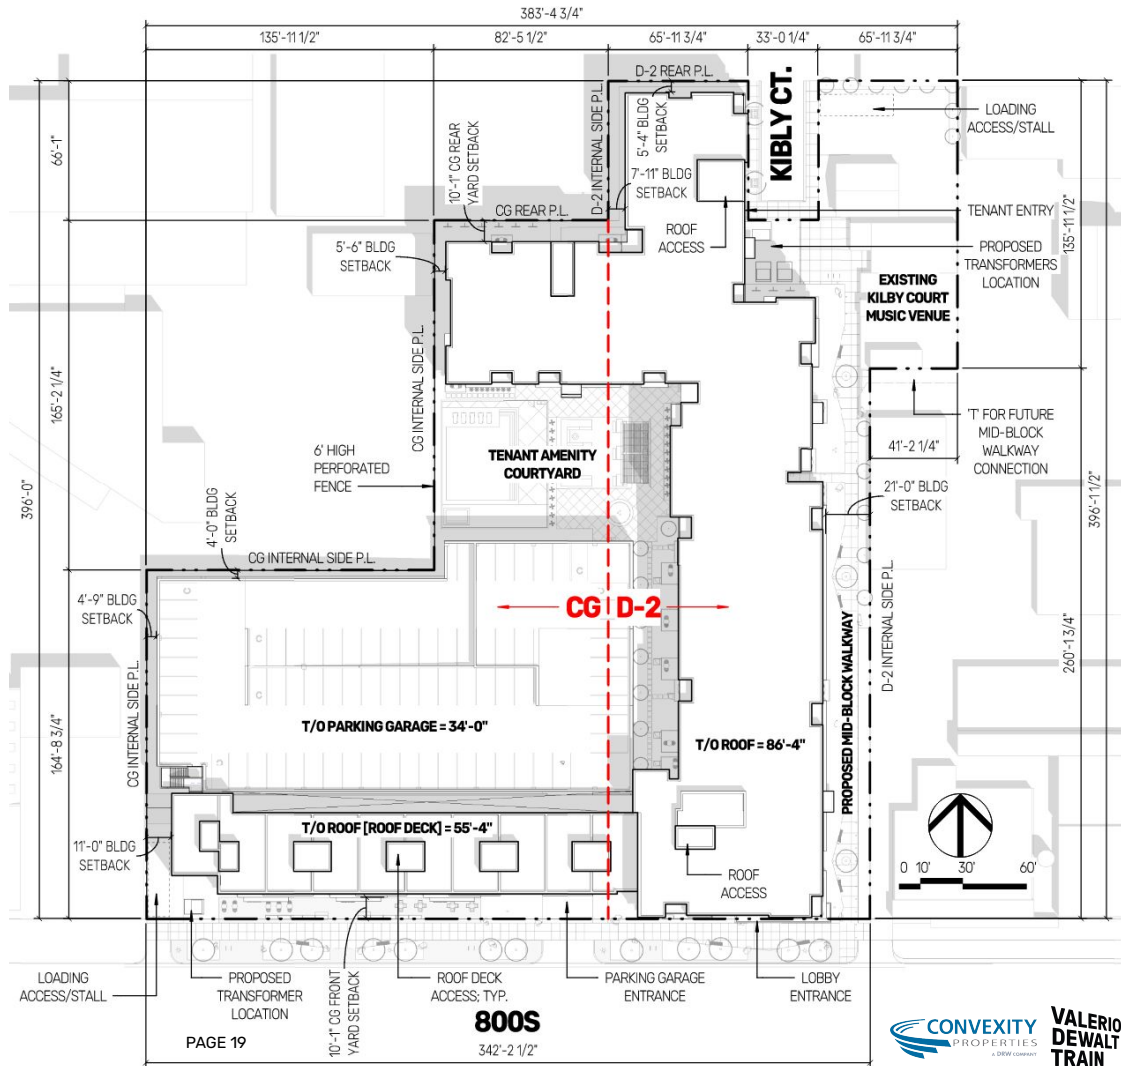 383'-4 3/4"
135'-11 1/2"
82'-5 1/2"
65'-11 3/4"
33'-0 1/4"
65'-11 3/4"
D-2 REAR P.L.
KIBLY CT.
LOADING
ACCESS/STALL
66'-1"
10'-1" CG REAR
YARD SETBACK
D-2 INTERNAL SIDE P.L.
5'-4" BLDG
SETBACK
7'-11" BLDG
SETBACK
CG REAR P.L.
TENANT ENTRY
135'-11 1/2"
5'-6" BLDG
SETBACK
ROOF
ACCESS
PROPOSED
TRANSFORMERS
LOCATION
EXISTING
KILBY COURT
MUSIC VENUE
CG INTERNAL SIDE P.L.
165'-2 1/4"
'T' FOR FUTURE
MID-BLOCK
WALKWAY
CONNECTION
41'-2 1/4"
6' HIGH
PERFORATED
FENCE
TENANT AMENITY
COURTYARD
21'-0" BLDG
SETBACK
396'-0"
396'-1 1/2"
4'-0" BLDG
SETBACK
CG INTERNAL SIDE P.L.
4'-9" BLDG
SETBACK
CG D-2
D-2 INTERNAL SIDE P.L.
260'-1 3/4"
CG INTERNAL SIDE P.L.
164'-8 3/4"
T/O PARKING GARAGE = 34'-0"
T/O ROOF = 86'-4"
PROPOSED MID-BLOCK WALKWAY
T/O ROOF [ROOF DECK] = 55'-4"
11'-0" BLDG
SETBACK
ROOF
ACCESS
0 10' 30' 60'
LOADING
ACCESS/STALL
PROPOSED
TRANSFORMER
LOCATION
10'-1" CG FRONT
YARD SETBACK
ROOF DECK
ACCESS; TYP.
PARKING GARAGE
ENTRANCE
LOBBY
ENTRANCE
800S
PAGE 19
342'-2 1/2"
CONVEXITY
PROPERTIES
A DRW COMPANY
VALERIO
DEWALT
TRAIN